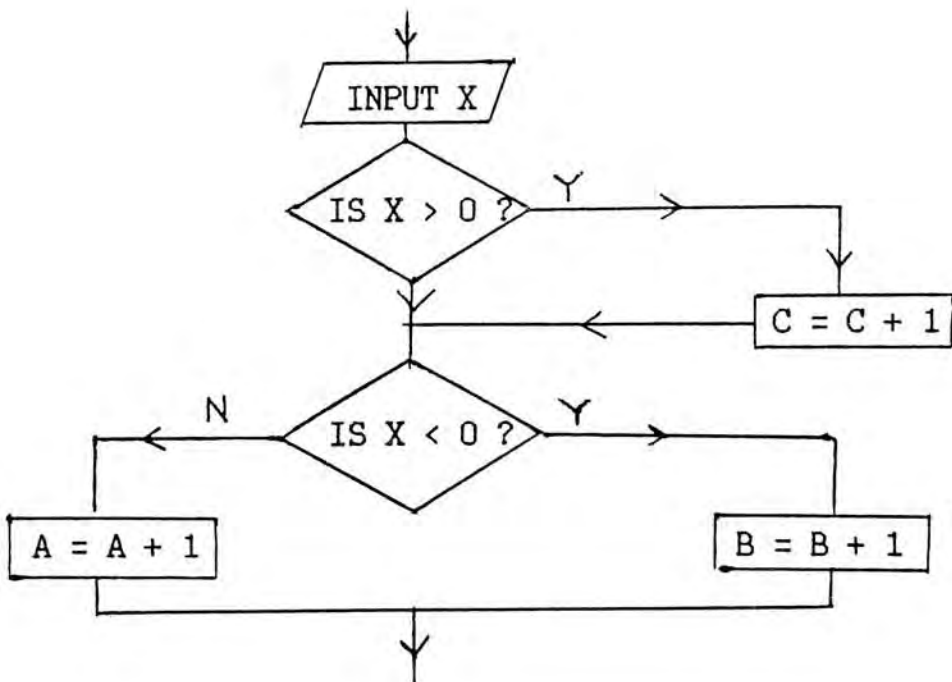 INPUT X
IS X > 0 ?
Y
C = C + 1
N
IS X < 0 ?
Y
A = A + 1
B = B + 1